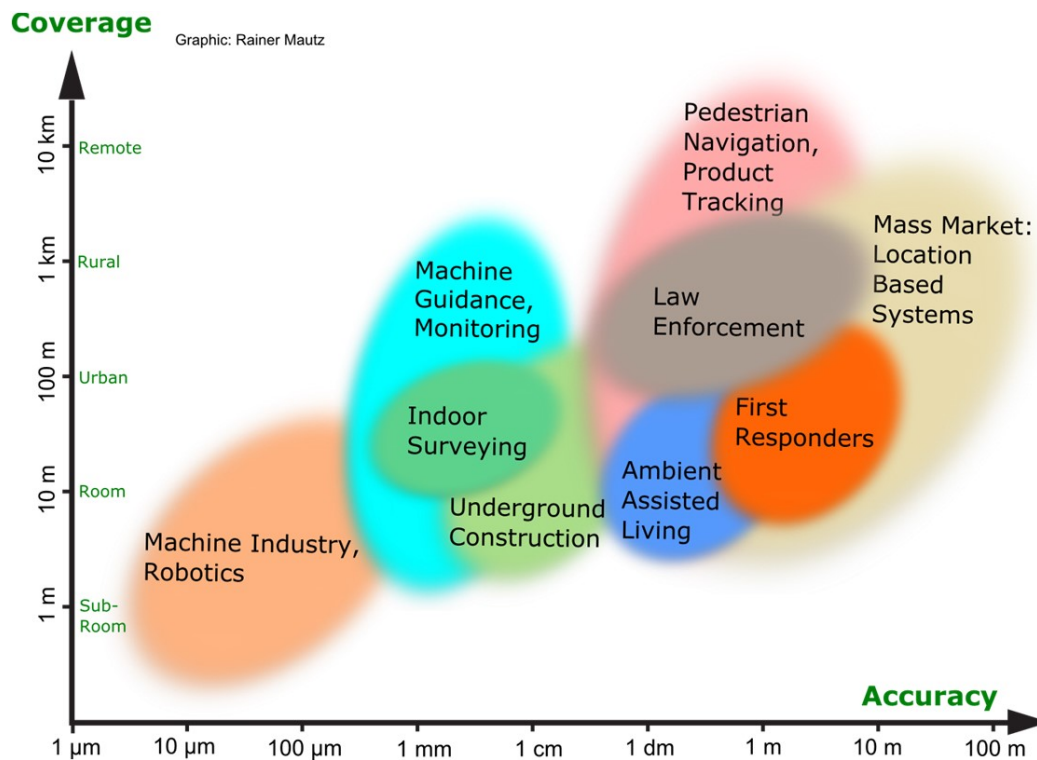 Coverage
Graphic: Rainer Mautz
10 km
Remote
1 km
Rural
100 m
Urban
10 m
Room
1 m
Sub-
Room
Pedestrian
Navigation,
Product
Tracking
Mass Market:
Location
Based
Systems
Machine
Guidance,
Monitoring
Law
Enforcement
Indoor
Surveying
First
Responders
Ambient
Assisted
Living
Underground
Construction
Machine Industry,
Robotics
Accuracy
1 µm
10 µm
100 µm
1 mm
1 cm
1 dm
1 m
10 m
100 m